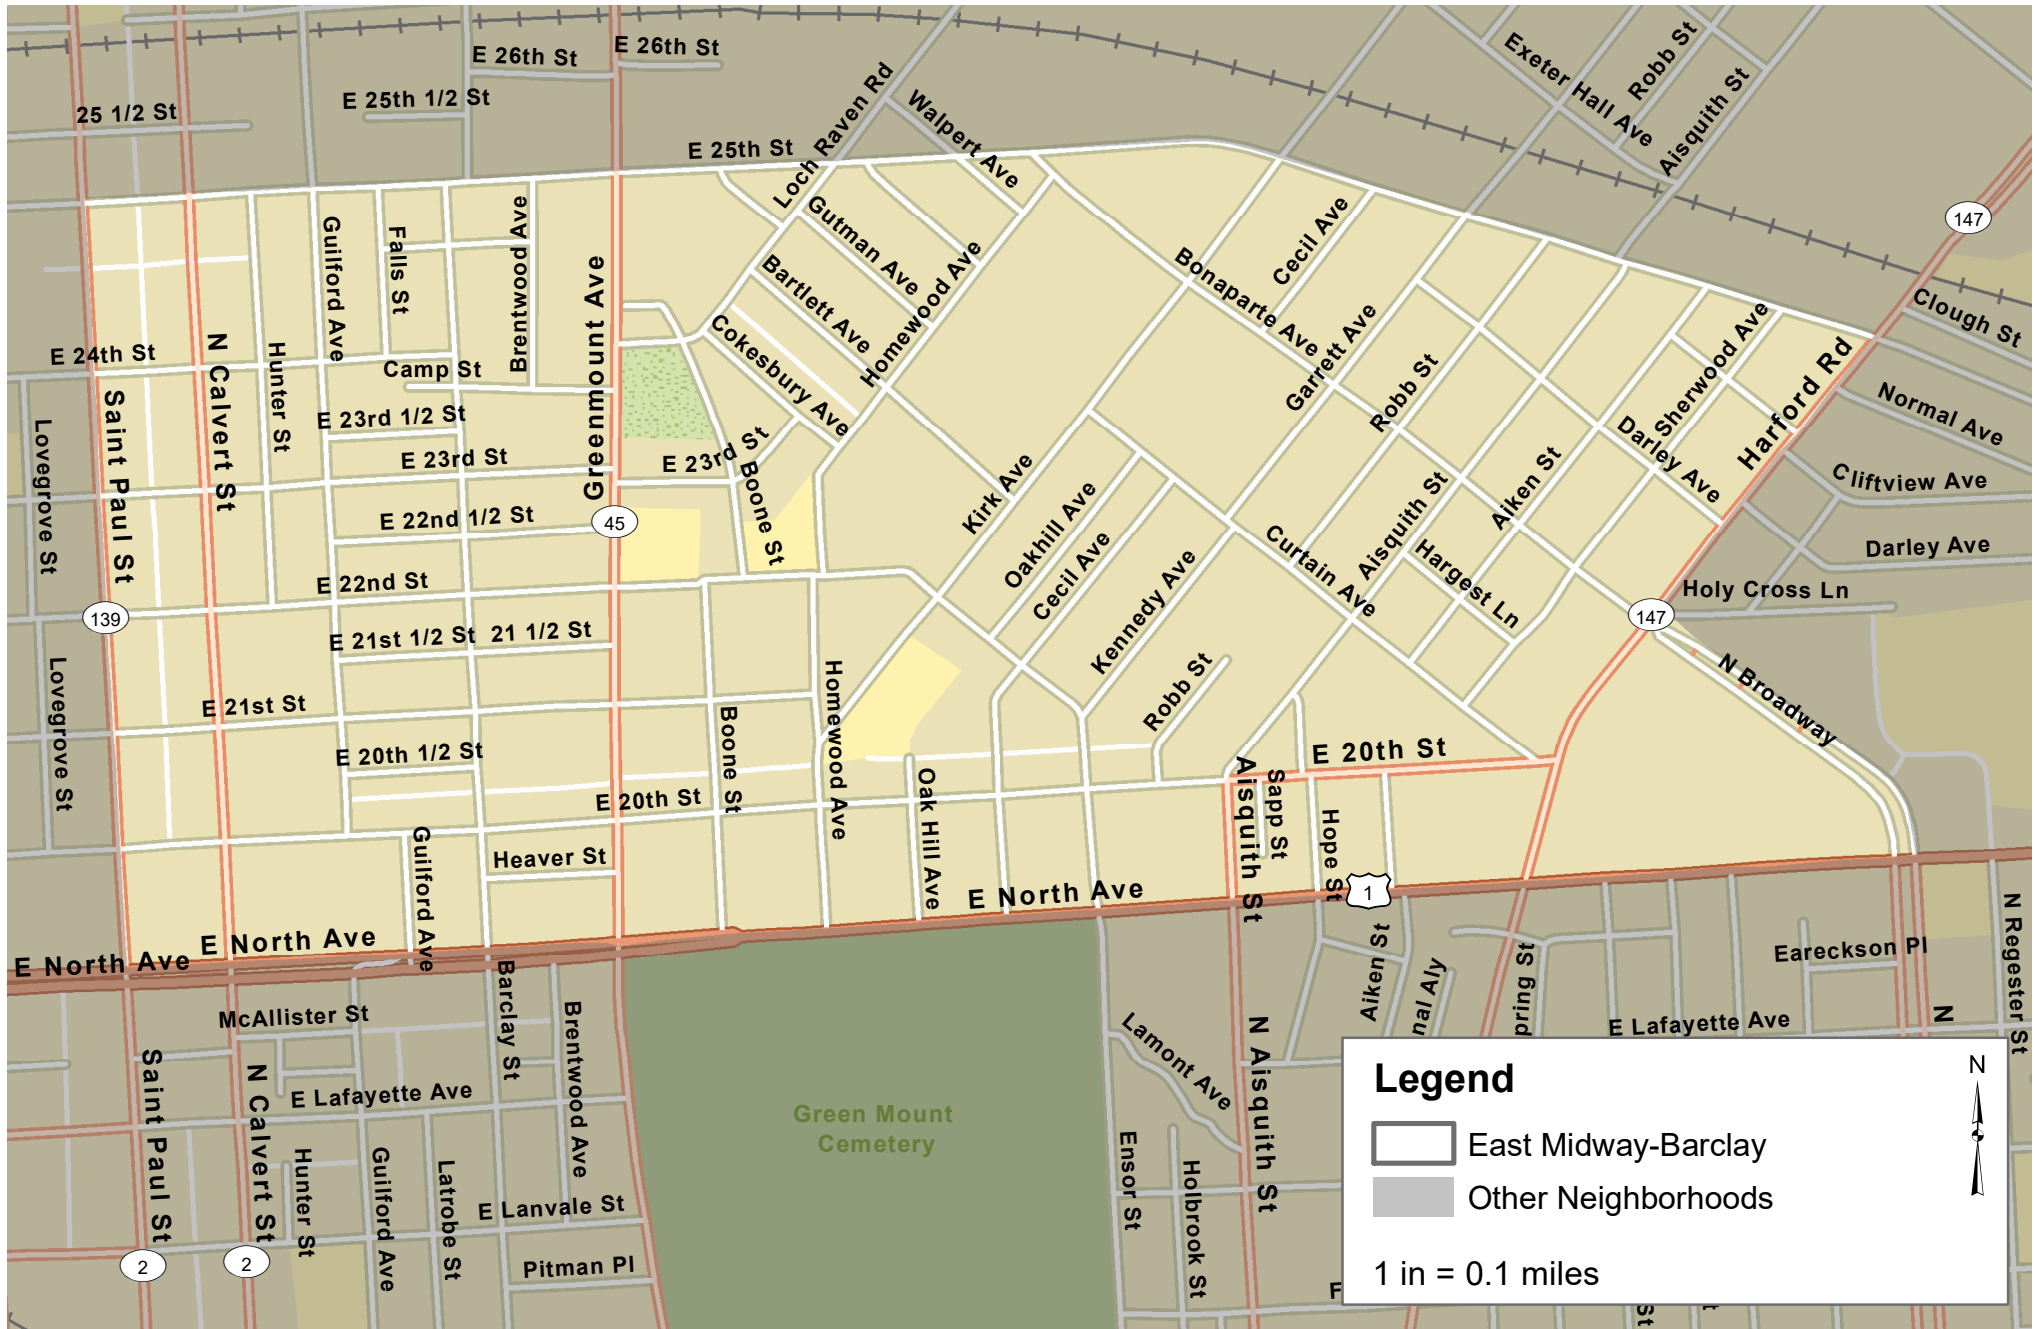 E 26th St
E 26th St
Exeter Hall Ave
Robb St
Aisquith St
25 1/2 St
E 25th 1/2 St
Loch Raven Rd
Walpert Ave
E 25th St
147
Guilford Ave
Falls St
Brentwood Ave
Greenmount Ave
Gutman Ave
Homewood Ave
Bartlett Ave
Cokesbury Ave
Bonaparte Ave
Cecil Ave
Garrett Ave
Robb St
Sherwood Ave
Darley Ave
Harford Rd
Clough St
Normal Ave
Cliftview Ave
Darley Ave
Holy Cross Ln
E 24th St
N Calvert St
Hunter St
Camp St
E 23rd 1/2 St
E 23rd St
E 23rd St
Boone St
Lovegrove St
Saint Paul St
E 22nd 1/2 St
45
Kirk Ave
Oakhill Ave
Cecil Ave
Kennedy Ave
Curtain Ave
Aisquith St
Hargest Ln
Aiken St
E 22nd St
139
147
E 21st 1/2 St
21 1/2 St
Lovegrove St
E 21st St
Homewood Ave
Boone St
Robb St
N Broadway
E 20th 1/2 St
E 20th St
E 20th St
Oak Hill Ave
Aisquith St
Sapp St
Hope St
Guilford Ave
Heaver St
E North Ave
1
E North Ave
E North Ave
Barclay St
Brentwood Ave
McAllister St
Saint Paul St
N Calvert St
E Lafayette Ave
Hunter St
Guilford Ave
Latrobe St
E Lanvale St
Pitman Pl
2
2
Green Mount
Cemetery
Lamont Ave
Ensor St
Holbrook St
N Aisquith St
Aiken St
nal Aly
pring St
Eareckson Pl
E Lafayette Ave
N Regester St
N
Legend
East Midway-Barclay
Other Neighborhoods
1 in = 0.1 miles
N
F
St